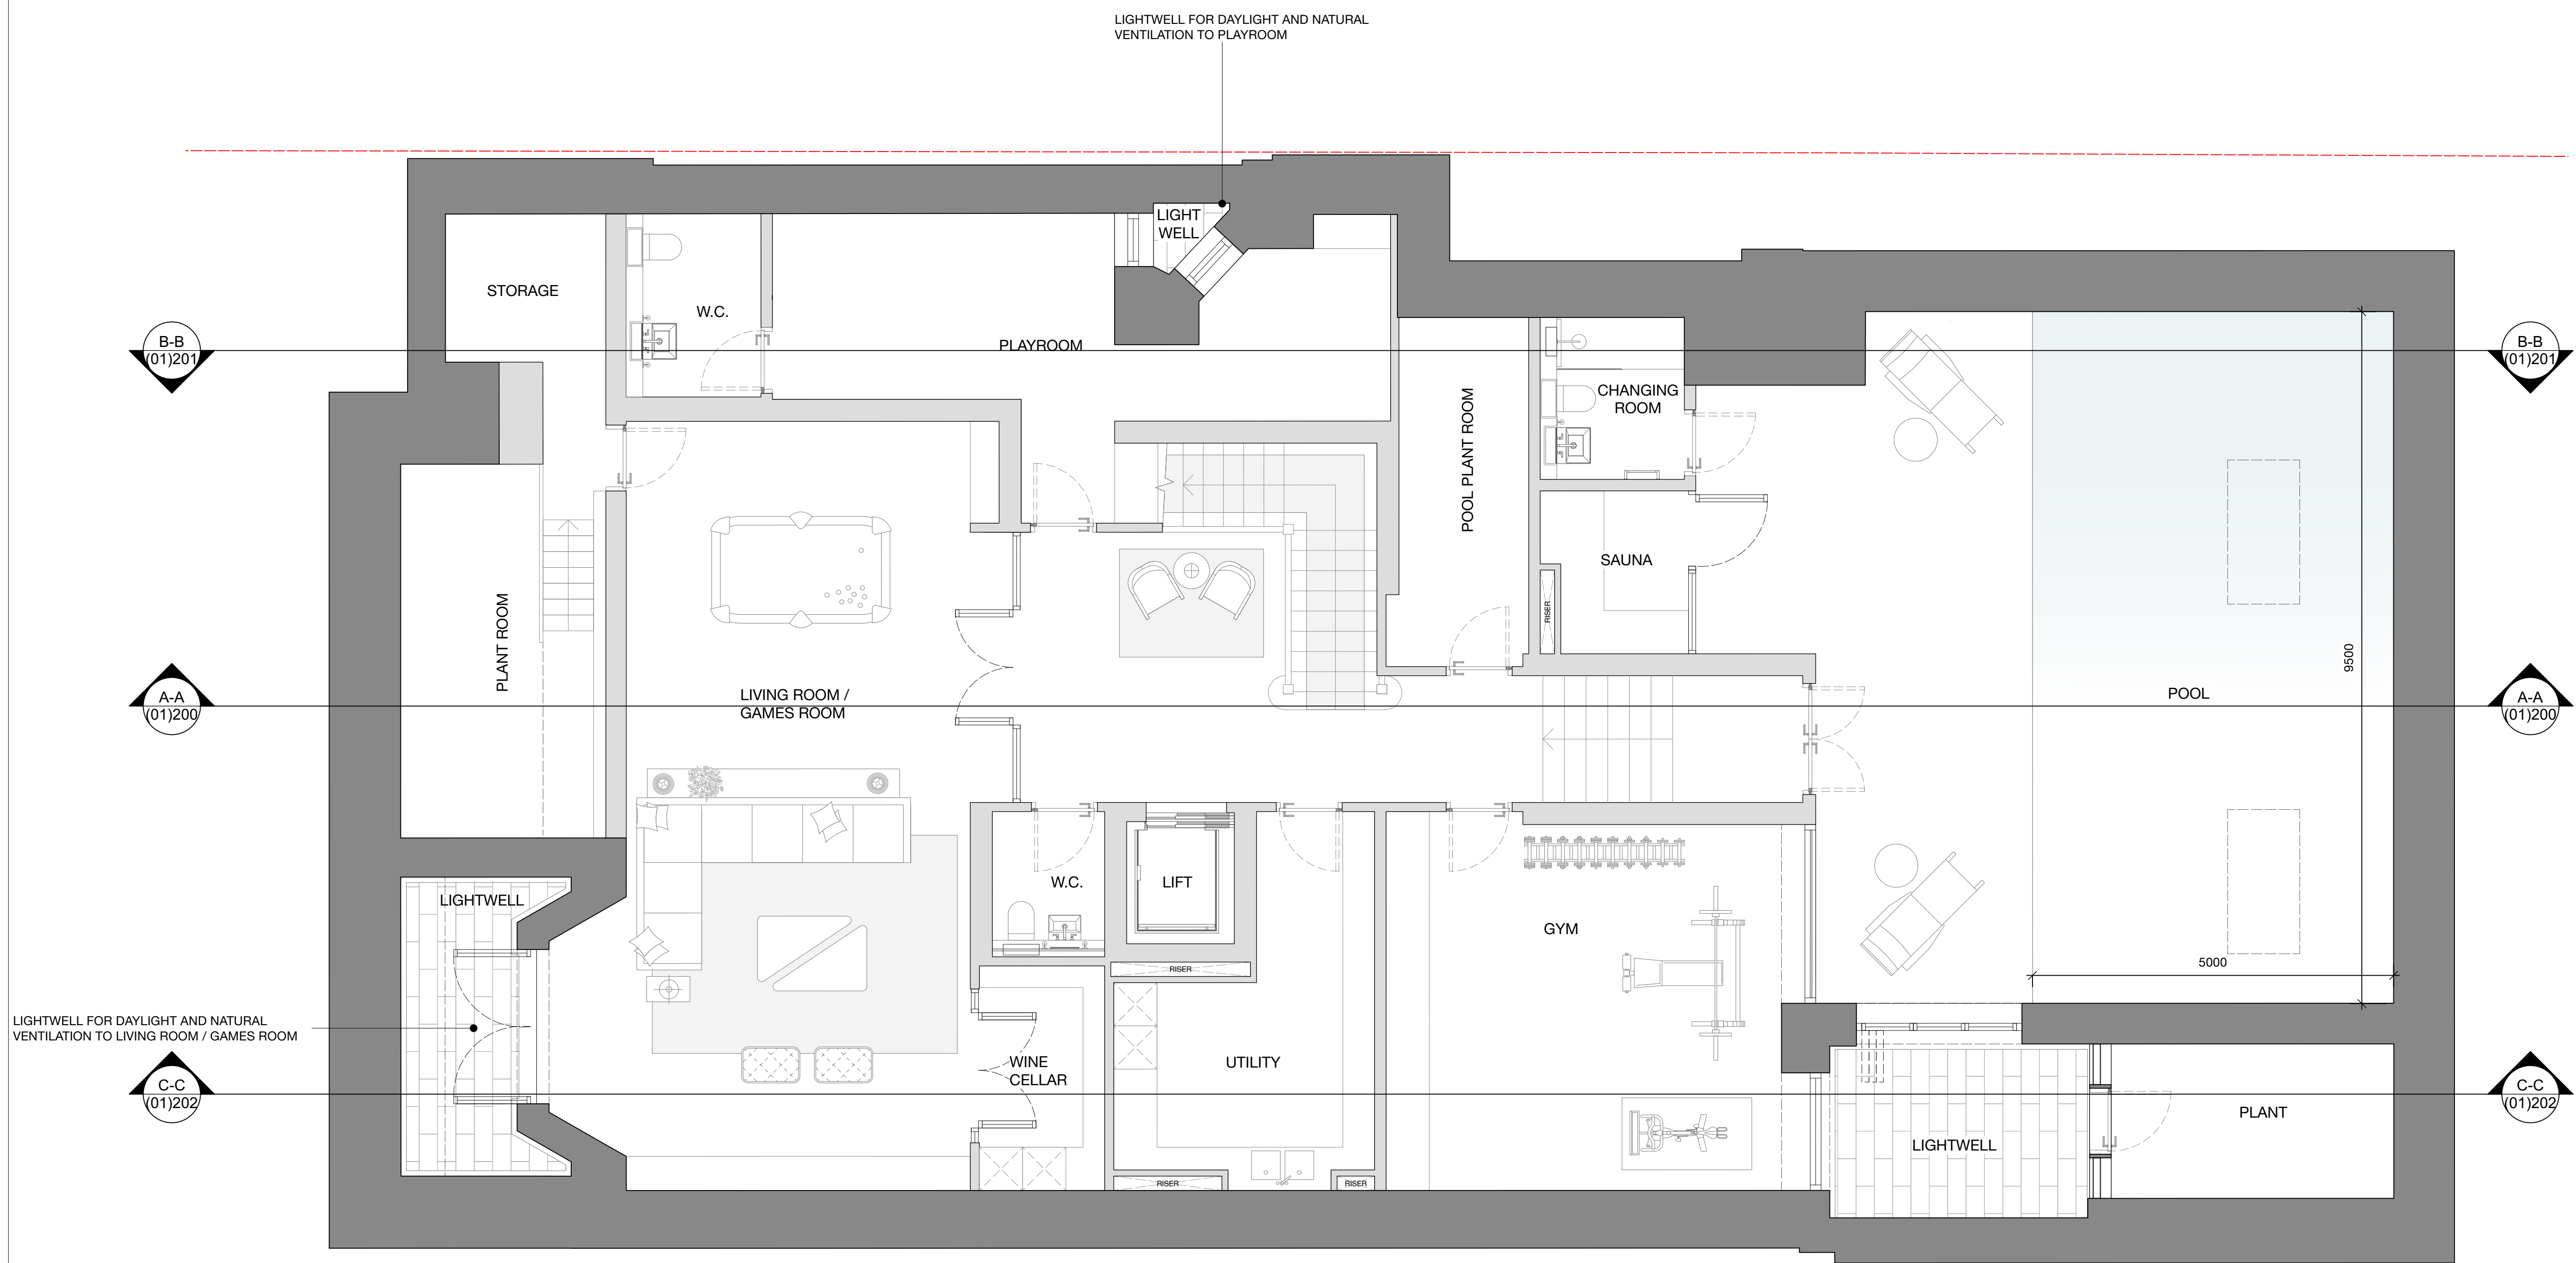 LIGHTWELL FOR DAYLIGHT AND NATURAL
VENTILATION TO PLAYROOM
LIGHT
WELL
STORAGE
W.C.
B-B
(01)201
PLAYROOM
B-B
(01)201
CHANGING
ROOM
POOL PLANT ROOM
SAUNA
RISER
PLANT ROOM
9500
A-A
(01)200
LIVING ROOM /
GAMES ROOM
POOL
A-A
(01)200
W.C.
LIFT
LIGHTWELL
GYM
5000
RISER
LIGHTWELL FOR DAYLIGHT AND NATURAL
VENTILATION TO LIVING ROOM / GAMES ROOM
WINE
CELLAR
UTILITY
C-C
(01)202
PLANT
C-C
(01)202
LIGHTWELL
RISER
RISER